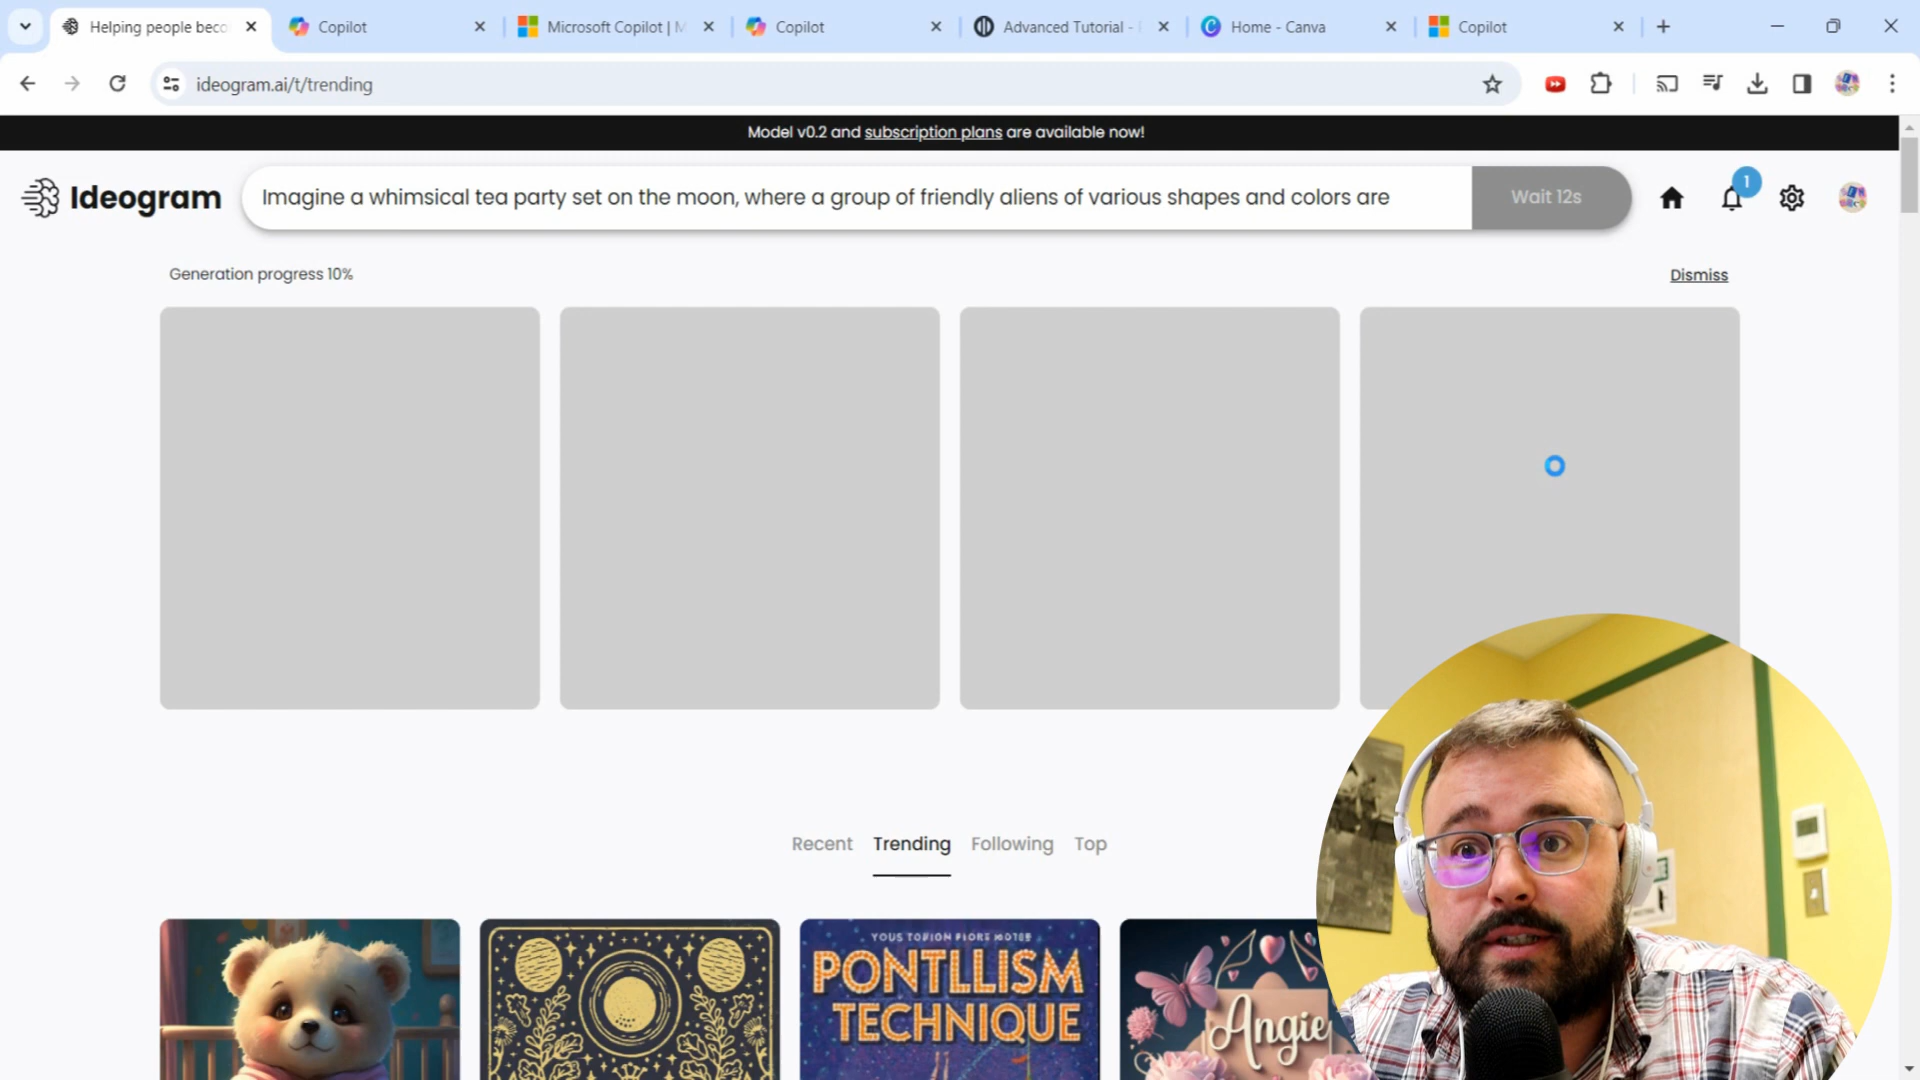 Helping people beco
Copilot
Microsoft Copilot | M
Copilot
Advanced Tutorial -
Home - Canva
Copilot
ideogram.ai/t/trending
Model v0.2 and subscription plans are available now!
Ideogram
Imagine a whimsical tea party set on the moon, where a group of friendly aliens of various shapes and colors are
Wait 12s
1
Generation progress 10%
Dismiss
Recent
Trending
Following
Top
PONTLLISM
TECHNIQUE
Angie